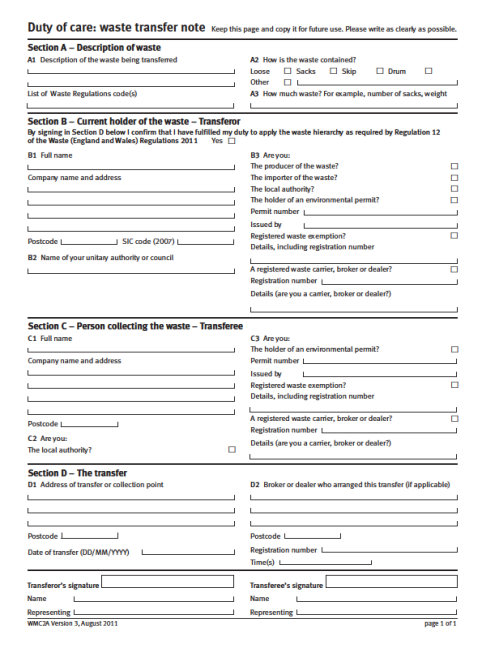 Duty of care: waste transfer note Keep this page and copy it for future use. Please write as clearly as possible.
Section A – Description of waste
A1 Description of the waste being transferred
List of Waste Regulations code(s)
A2 How is the waste contained?
Loose Sacks Skip Drum
Other
A3 How much waste? For example, number of sacks, weight
Section B – Current holder of the waste – Transferor
By signing in Section D below I confirm that I have fulfilled my duty to apply the waste hierarchy as required by Regulation 12
of the Waste (England and Wales) Regulations 2011 Yes
B1 Full name
Company name and address
Postcode SIC code (2007)
B2 Name of your unitary authority or council
B3 Are you:
The producer of the waste?
The importer of the waste?
The local authority?
The holder of an environmental permit?
Permit number
Issued by
Registered waste exemption?
Details, including registration number
A registered waste carrier, broker or dealer?
Registration number
Details (are you a carrier, broker or dealer?)
Section C – Person collecting the waste – Transferee
C1 Full name
Company name and address
Postcode
C2 Are you:
The local authority?
C3 Are you:
The holder of an environmental permit?
Permit number
Issued by
Registered waste exemption?
Details, including registration number
A registered waste carrier, broker or dealer?
Registration number
Details (are you a carrier, broker or dealer?)
Section D – The transfer
D1 Address of transfer or collection point
Postcode
Date of transfer (DD/MM/YYYY)
D2 Broker or dealer who arranged this transfer (if applicable)
Postcode
Registration number
Time(s)
Transferor's signature
Name
Representing
Transferee's signature
Name
Representing
WMC2A Version 3, August 2011
page 1 of 1